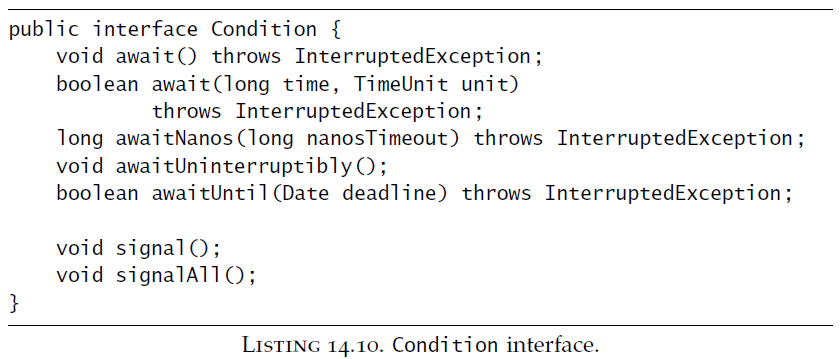 public interface Condition {
    void await() throws InterruptedException;
    boolean await(long time, TimeUnit unit)
            throws InterruptedException;
    long awaitNanos(long nanosTimeout) throws InterruptedException;
    void awaitUninterruptibly();
    boolean awaitUntil(Date deadline) throws InterruptedException;

    void signal();
    void signalAll();
}
LISTING 14.10. Condition interface.